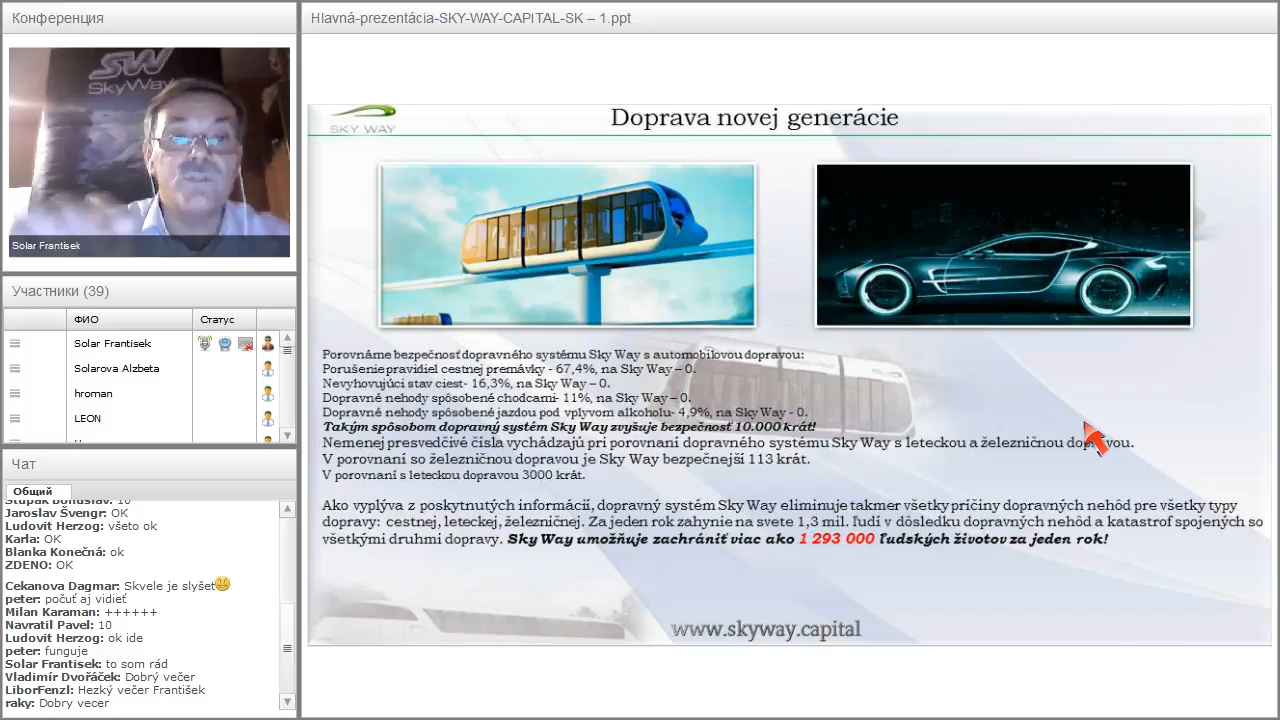 Конференция
SW
SkyWay
Solar Frantisek
Участники (39)
ФИО
Статус
Solar Frantisek
Solarova Alzbeta
hroman
LEON
Чат
Общий
Stupak Bohuslav: 10
Jaroslav Švengr: OK
Ludovit Herzog: všeto ok
Karla: OK
Blanka Konečná: ok
ZDENO: OK
Cekanova Dagmar: Skvele je slyšet
peter: počuť aj vidieť
Milan Karaman: ++++++
Navratil Pavel: 10
Ludovit Herzog: ok ide
peter: funguje
Solar Frantisek: to som rád
Vladimír Dvořáček: Dobrý večer
LiborFenzl: Hezký večer František
raky: Dobry vecer
Hlavná-prezentácia-SKY-WAY-CAPITAL-SK – 1.ppt
SKY WAY
Doprava novej generácie
Porovnáme bezpečnosť dopravného systému Sky Way s automobilovou dopravou:
Porušenie pravidiel cestnej premávky - 67,4%, na Sky Way – 0.
Nevyhovujúci stav ciest- 16,3%, na Sky Way – 0.
Dopravné nehody spôsobené chodcami- 11%, na Sky Way – 0.
Dopravné nehody spôsobené jazdou pod vplyvom alkoholu- 4,9%, na Sky Way - 0.
Takým spôsobom dopravný systém Sky Way zvyšuje bezpečnosť 10.000 krát!
Nemenej presvedčivé čísla vychádzajú pri porovnaní dopravného systému Sky Way s leteckou a železničnou dopravou.
V porovnaní so železničnou dopravou je Sky Way bezpečnejší 113 krát.
V porovnaní s leteckou dopravou 3000 krát.
Ako vyplýva z poskytnutých informácií, dopravný systém Sky Way eliminuje takmer všetky príčiny dopravných nehôd pre všetky typy
dopravy: cestnej, leteckej, železničnej. Za jeden rok zahynie na svete 1,3 mil. ľudí v dôsledku dopravných nehôd a katastrof spojených so
všetkými druhmi dopravy. Sky Way umožňuje zachrániť viac ako 1 293 000 ľudských životov za jeden rok!
www.skyway.capital